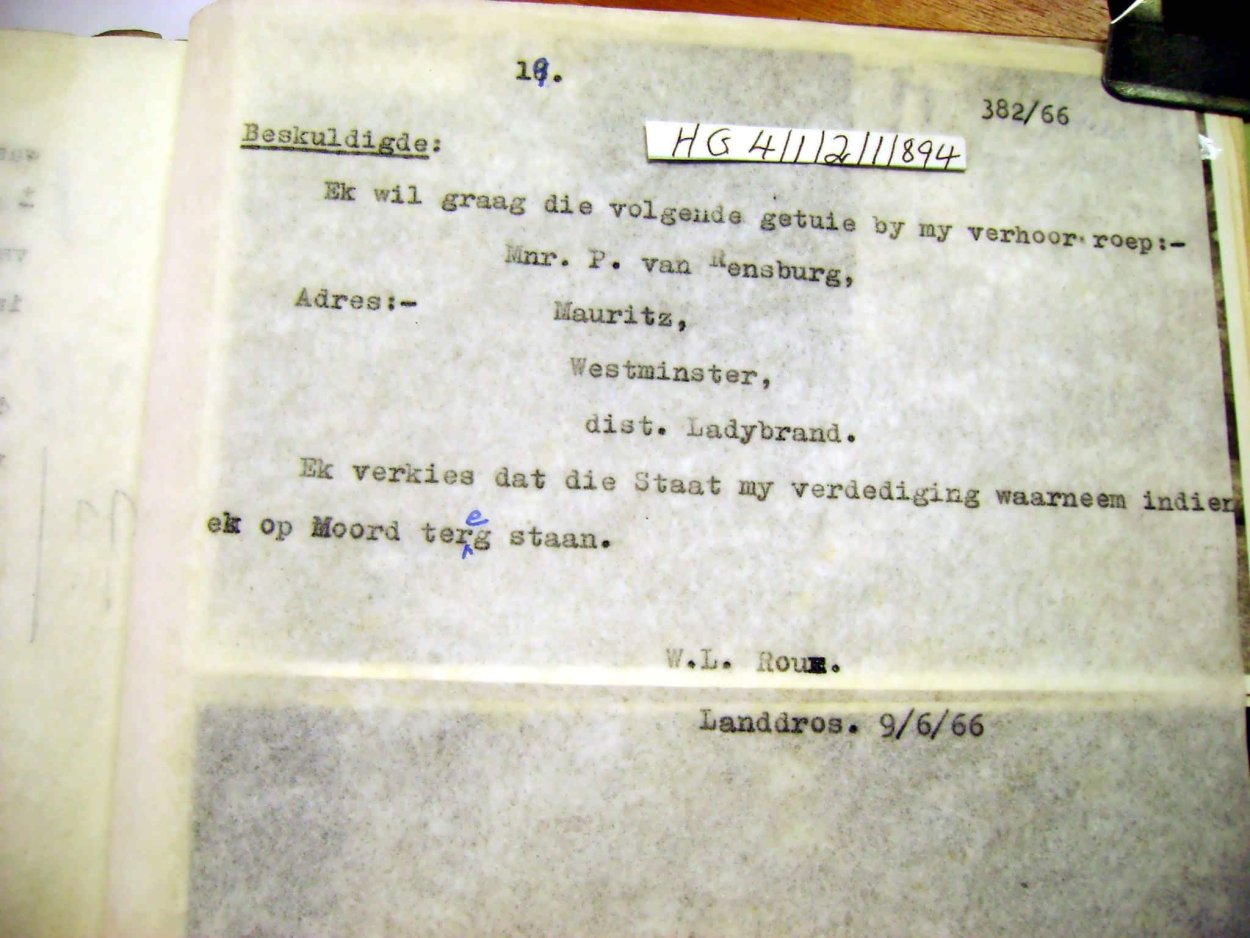 19.
382/66
HG 4/1/2/1/894
Beskuldigde:
Ek wil graag die volgende getuie by my verhoor roep:-
Mnr. P. van Rensburg,
Adres:- Mauritz,
Westminster,
dist. Ladybrand.
Ek verkies dat die Staat my verdediging waarneem indien
ek op Moord tereg staan.
W.L. Roux.
Landdros. 9/6/66